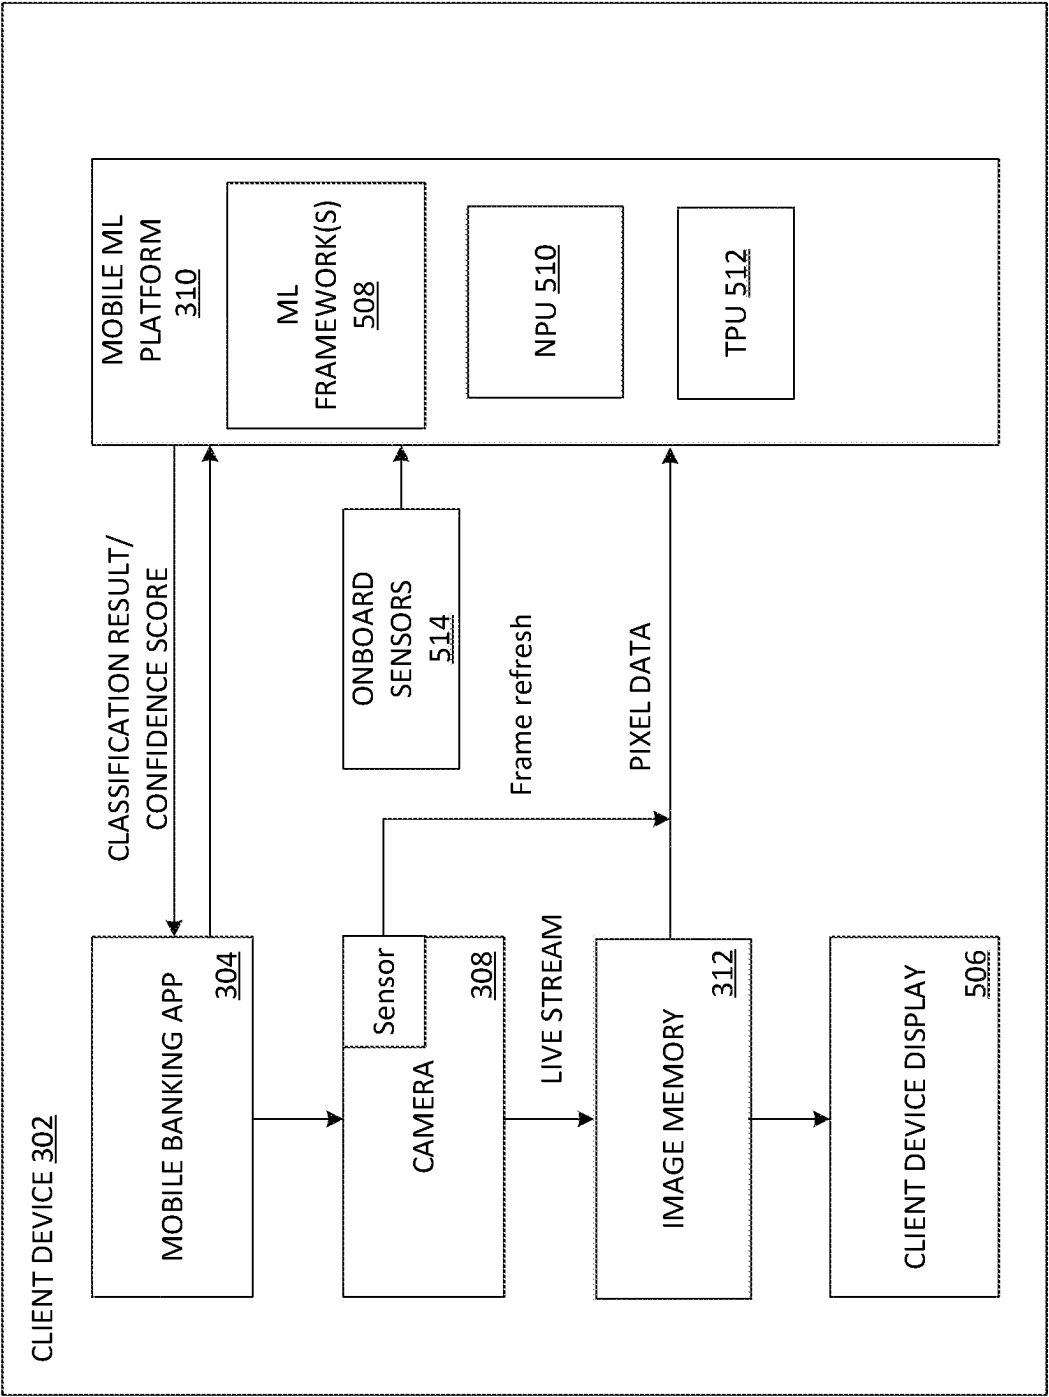 CLIENT DEVICE 302
MOBILE BANKING APP
304
CLASSIFICATION RESULT/
CONFIDENCE SCORE
MOBILE ML
PLATFORM
310
ML
FRAMEWORK(S)
508
NPU 510
TPU 512
CAMERA
Sensor
308
ONBOARD
SENSORS
514
Frame refresh
LIVE STREAM
PIXEL DATA
IMAGE MEMORY
312
CLIENT DEVICE DISPLAY
506